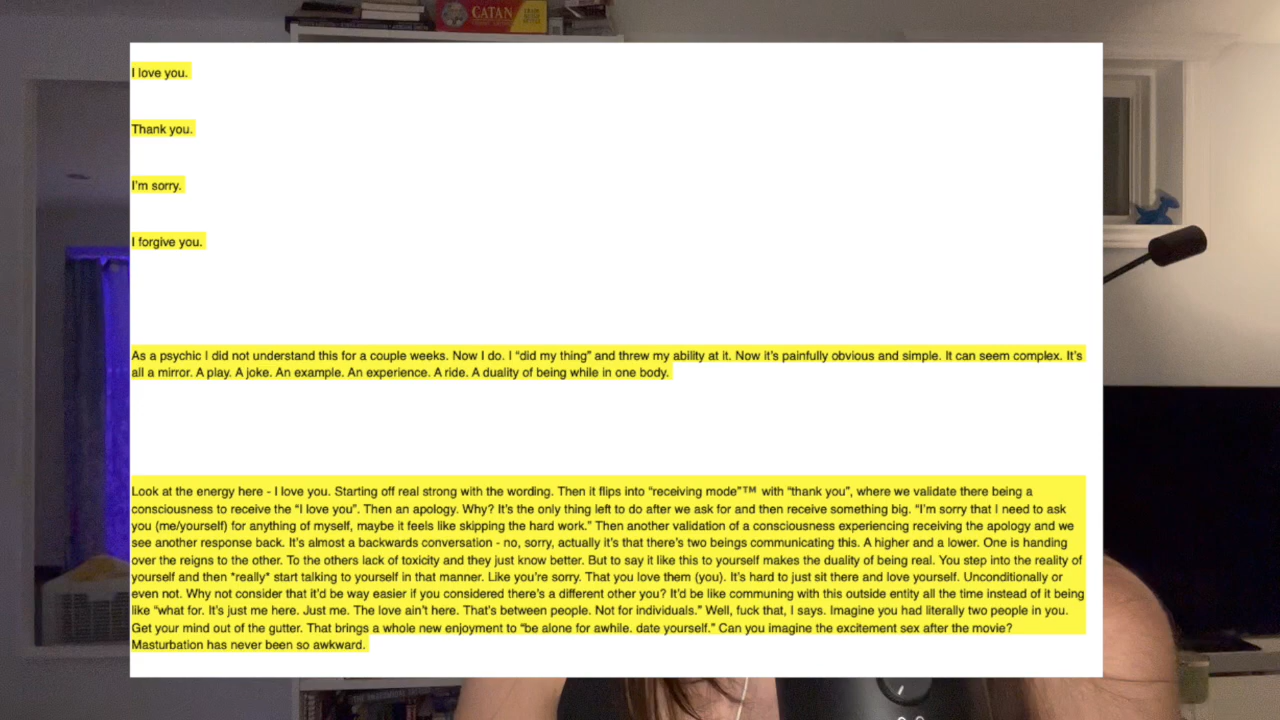 CATAN
I love you.
Thank you.
I'm sorry.
I forgive you.
As a psychic I did not understand this for a couple weeks. Now I do. I “did my thing” and threw my ability at it. Now it's painfully obvious and simple. It can seem complex. It's
all a mirror. A play. A joke. An example. An experience. A ride. A duality of being while in one body.
Look at the energy here - I love you. Starting off real strong with the wording. Then it flips into “receiving mode”™ with “thank you”, where we validate there being a
consciousness to receive the “I love you”. Then an apology. Why? It's the only thing left to do after we ask for and then receive something big. “I'm sorry that I need to ask
you (me/yourself) for anything of myself, maybe it feels like skipping the hard work.” Then another validation of a consciousness experiencing receiving the apology and we
see another response back. It's almost a backwards conversation - no, sorry, actually it's that there's two beings communicating this. A higher and a lower. One is handing
over the reigns to the other. To the others lack of toxicity and they just know better. But to say it like this to yourself makes the duality of being real. You step into the reality of
yourself and then *really* start talking to yourself in that manner. Like you're sorry. That you love them (you). It's hard to just sit there and love yourself. Unconditionally or
even not. Why not consider that it'd be way easier if you considered there's a different other you? It'd be like communing with this outside entity all the time instead of it being
like “what for. It's just me here. Just me. The love ain't here. That's between people. Not for individuals.” Well, fuck that, I says. Imagine you had literally two people in you.
Get your mind out of the gutter. That brings a whole new enjoyment to “be alone for awhile. date yourself.” Can you imagine the excitement sex after the movie?
Masturbation has never been so awkward.